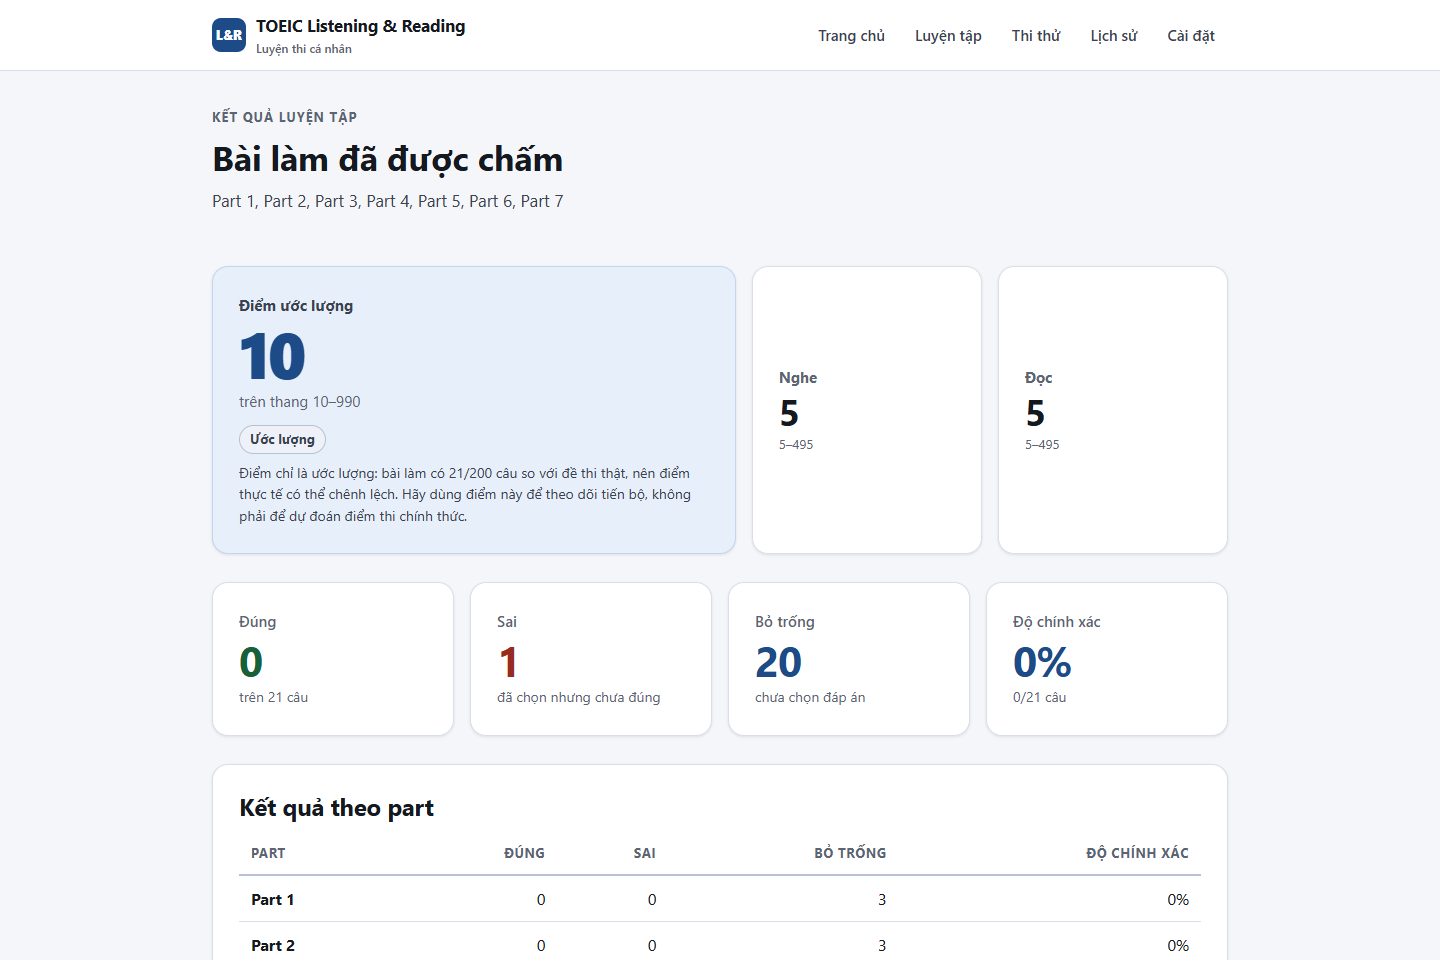 L&R
TOEIC Listening & Reading
Luyện thi cá nhân
Trang chủ
Luyện tập
Thi thử
Lịch sử
Cài đặt
KẾT QUẢ LUYỆN TẬP
Bài làm đã được chấm
Part 1, Part 2, Part 3, Part 4, Part 5, Part 6, Part 7
Điểm ước lượng
10
trên thang 10–990
Ước lượng
Điểm chỉ là ước lượng: bài làm có 21/200 câu so với đề thi thật, nên điểm
thực tế có thể chênh lệch. Hãy dùng điểm này để theo dõi tiến bộ, không
phải để dự đoán điểm thi chính thức.
Nghe
5
5–495
Đọc
5
5–495
Đúng
0
trên 21 câu
Sai
1
đã chọn nhưng chưa đúng
Bỏ trống
20
chưa chọn đáp án
Độ chính xác
0%
0/21 câu
Kết quả theo part
PART ĐÚNG SAI BỎ TRỐNG ĐỘ CHÍNH XÁC
Part 1 0 0 3 0%
Part 2 0 0 3 0%